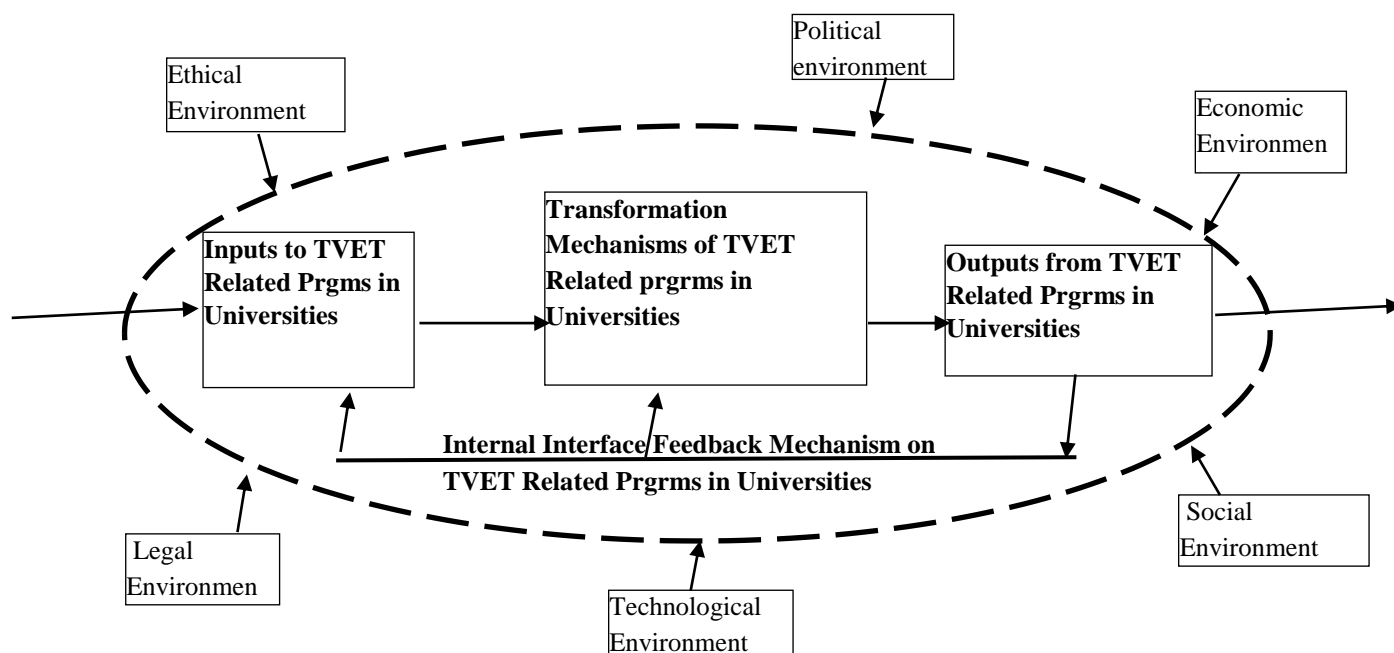 Political
environment
Ethical
Environment
Economic
Environmen
Transformation
Mechanisms of TVET
Related prgrms in
Universities
Inputs to TVET
Related Prgms in
Universities
Outputs from TVET
Related Prgrms in
Universities
Internal Interface Feedback Mechanism on
TVET Related Prgrms in Universities
Legal
Environmen
Social
Environment
Technological
Environment